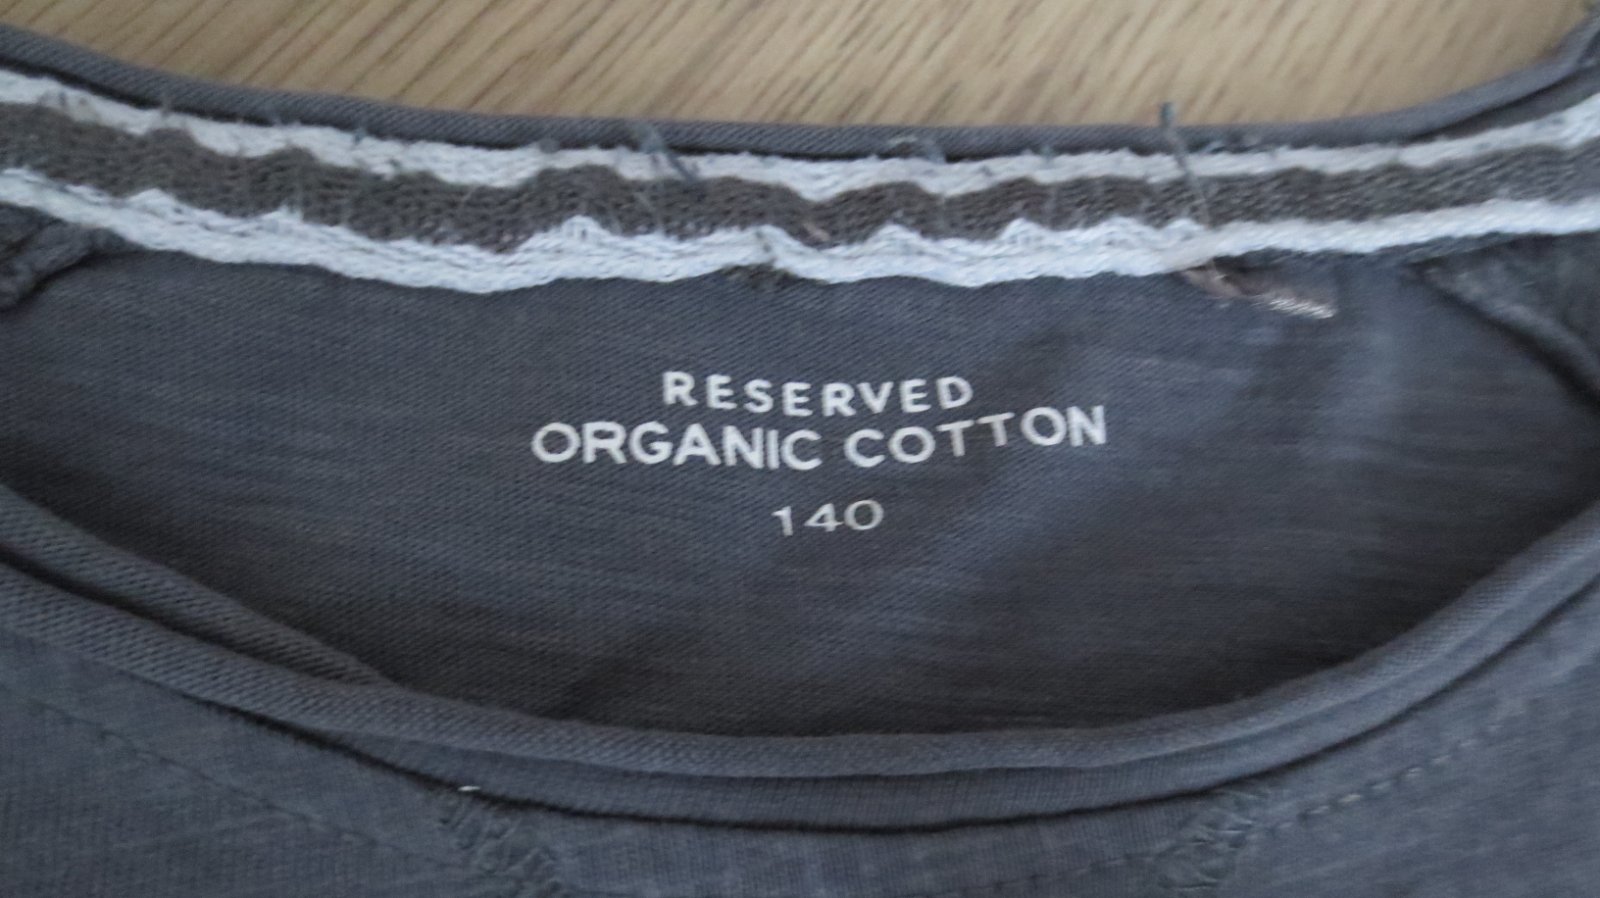 RESERVED
ORGANIC COTTON
140